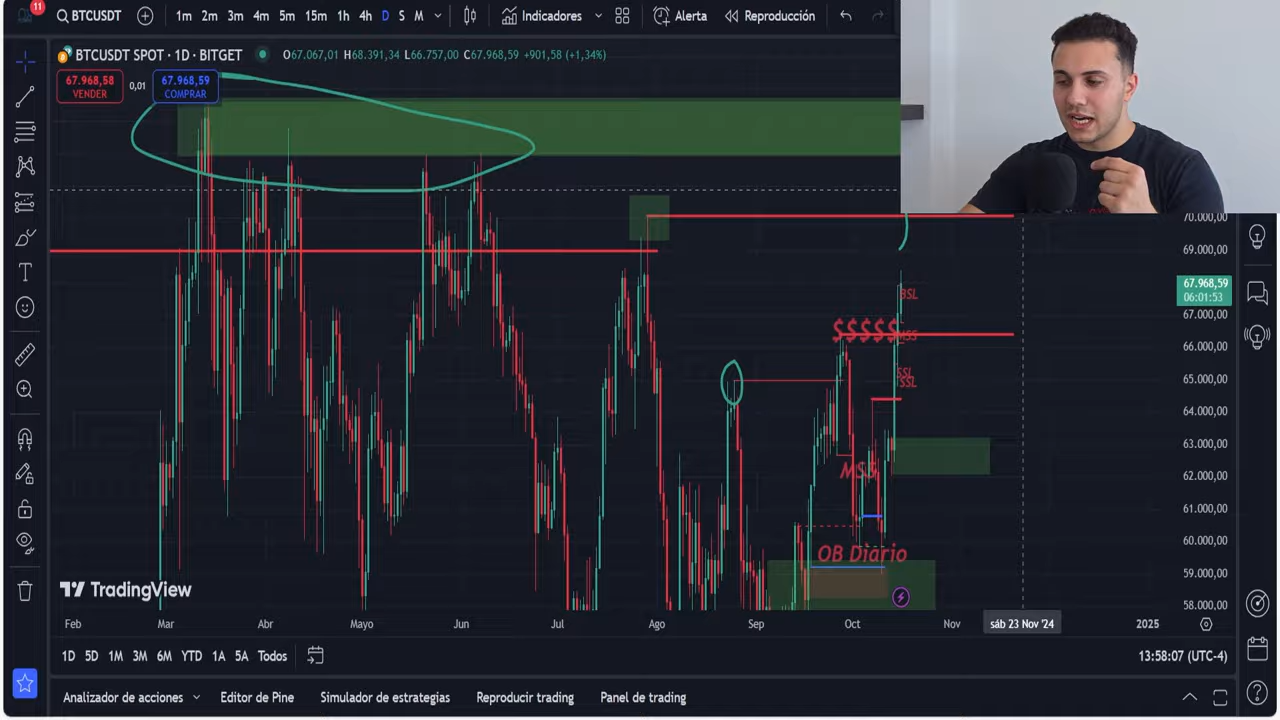 11
BTCUSDT
1m 2m 3m 4m 5m 15m 1h 4h D S M
Indicadores
Alerta
Reproducción
BTCUSDT SPOT · 1D · BITGET
O67.067,01 H68.391,34 L66.757,00 C67.968,59 +901,58 (+1,34%)
67.968,58
VENDER
0,01
67.968,59
COMPRAR
70.000,00
69.000,00
67.968,59
06:01:53
67.000,00
66.000,00
65.000,00
64.000,00
63.000,00
62.000,00
61.000,00
60.000,00
59.000,00
58.000,00
BSL
$$$$$
MSS
SSL
SSL
MSS
OB Diario
TradingView
Feb Mar Abr Mayo Jun Jul Ago Sep Oct Nov sáb 23 Nov '24 2025
1D 5D 1M 3M 6M YTD 1A 5A Todos
13:58:07 (UTC-4)
Analizador de acciones Editor de Pine Simulador de estrategias Reproducir trading Panel de trading